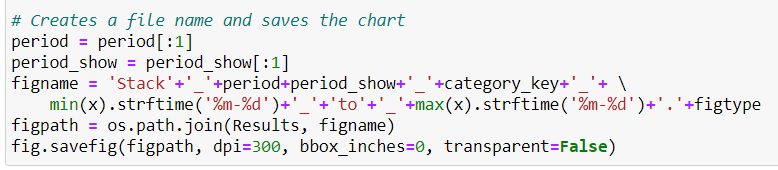 # Creates a file name and saves the chart
period = period[:1]
period_show = period_show[:1]
figname = 'Stack'+'_'+period+period_show+'_'+category_key+'_'+ \
    min(x).strftime('%m-%d')+'_'+'to'+'_'+max(x).strftime('%m-%d')+'.'+figtype
figpath = os.path.join(Results, figname)
fig.savefig(figpath, dpi=300, bbox_inches=0, transparent=False)